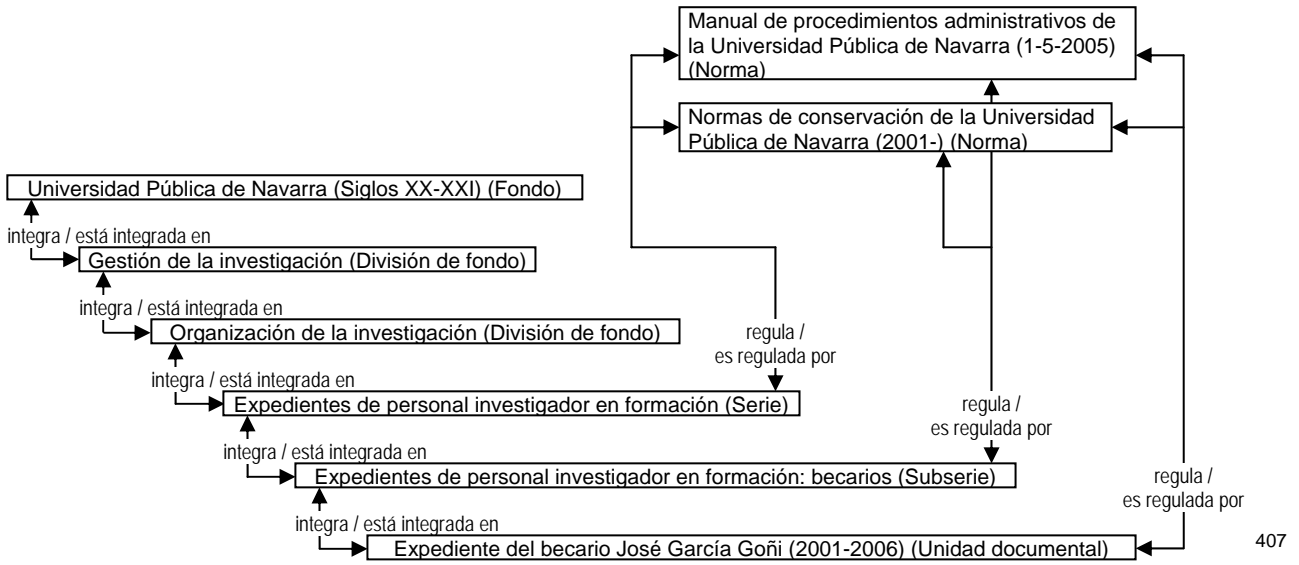 Manual de procedimientos administrativos de
la Universidad Pública de Navarra (1-5-2005)
(Norma)
Normas de conservación de la Universidad
Pública de Navarra (2001-) (Norma)
Universidad Pública de Navarra (Siglos XX-XXI) (Fondo)
integra / está integrada en
Gestión de la investigación (División de fondo)
integra / está integrada en
Organización de la investigación (División de fondo)
regula /
es regulada por
integra / está integrada en
Expedientes de personal investigador en formación (Serie)
regula /
es regulada por
integra / está integrada en
Expedientes de personal investigador en formación: becarios (Subserie)
regula /
es regulada por
integra / está integrada en
Expediente del becario José García Goñi (2001-2006) (Unidad documental)
407